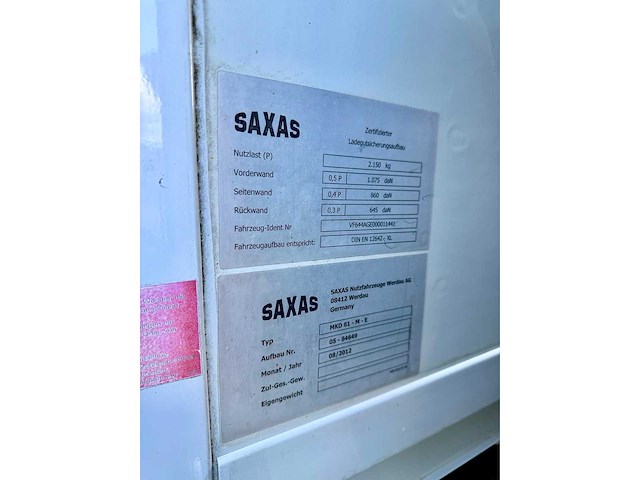 SAXAS
Zertifizierter
Ladegutsicherungsaufbau
Nutzlast (P) 2.150 kg
Vorderwand 0,5 P 1.075 daN
Seitenwand 0,4 P 860 daN
Rückwand 0,3 P 645 daN
Fahrzeug-Ident Nr VF644AGE000011442
Fahrzeugaufbau entspricht: DIN EN 12642 - XL
SAXAS
SAXAS Nutzfahrzeuge Werdau AG
08412 Werdau
Germany
Typ MKD 61 - M - E
Aufbau Nr. 05 - 84649
Monat / Jahr 08/2012
Zul-Ges.-Gew.
Eigengewicht